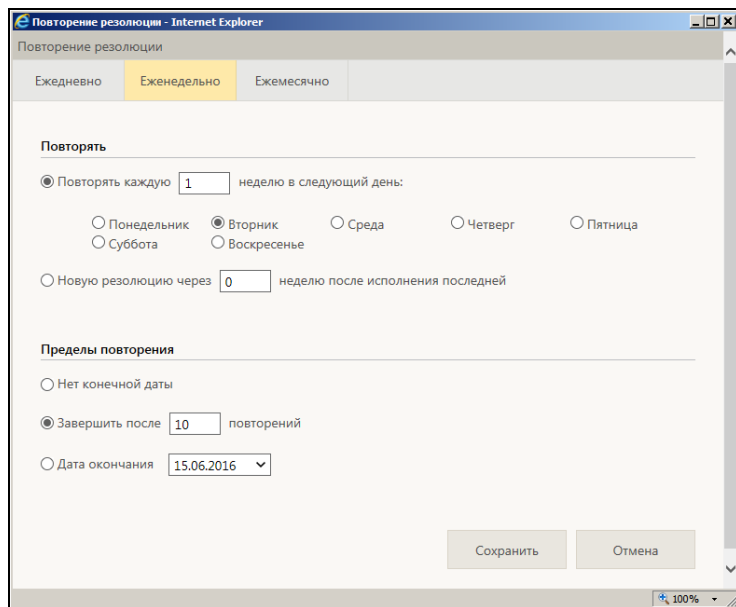 Повторение резолюции - Internet Explorer
Повторение резолюции
Ежедневно Еженедельно Ежемесячно
Повторять
Повторять каждую 1 неделю в следующий день:
Понедельник Вторник Среда Четверг Пятница
Суббота Воскресенье
Новую резолюцию через 0 неделю после исполнения последней
Пределы повторения
Нет конечной даты
Завершить после 10 повторений
Дата окончания 15.06.2016
Сохранить Отмена
100%